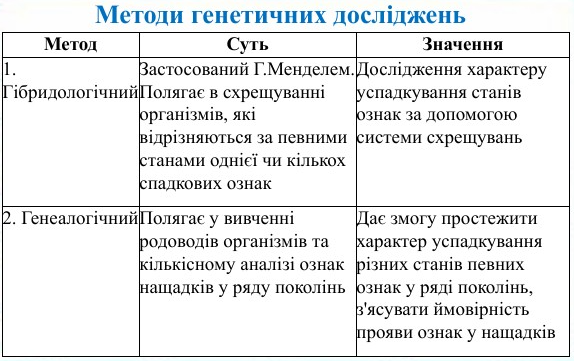 Методи генетичних досліджень
Метод Суть Значення
1.
Гібридологічний
Застосований Г.Менделем.
Полягає в схрещуванні
організмів, які
відрізняються за певними
станами однієї чи кількох
спадкових ознак
Дослідження характеру
успадкування станів
ознак за допомогою
системи схрещувань
2. Генеалогічний
Полягає у вивченні
родоводів організмів та
кількісному аналізі ознак
нащадків у ряду поколінь
Дає змогу простежити
характер успадкування
різних станів певних
ознак у ряді поколінь,
з'ясувати ймовірність
прояви ознак у нащадків